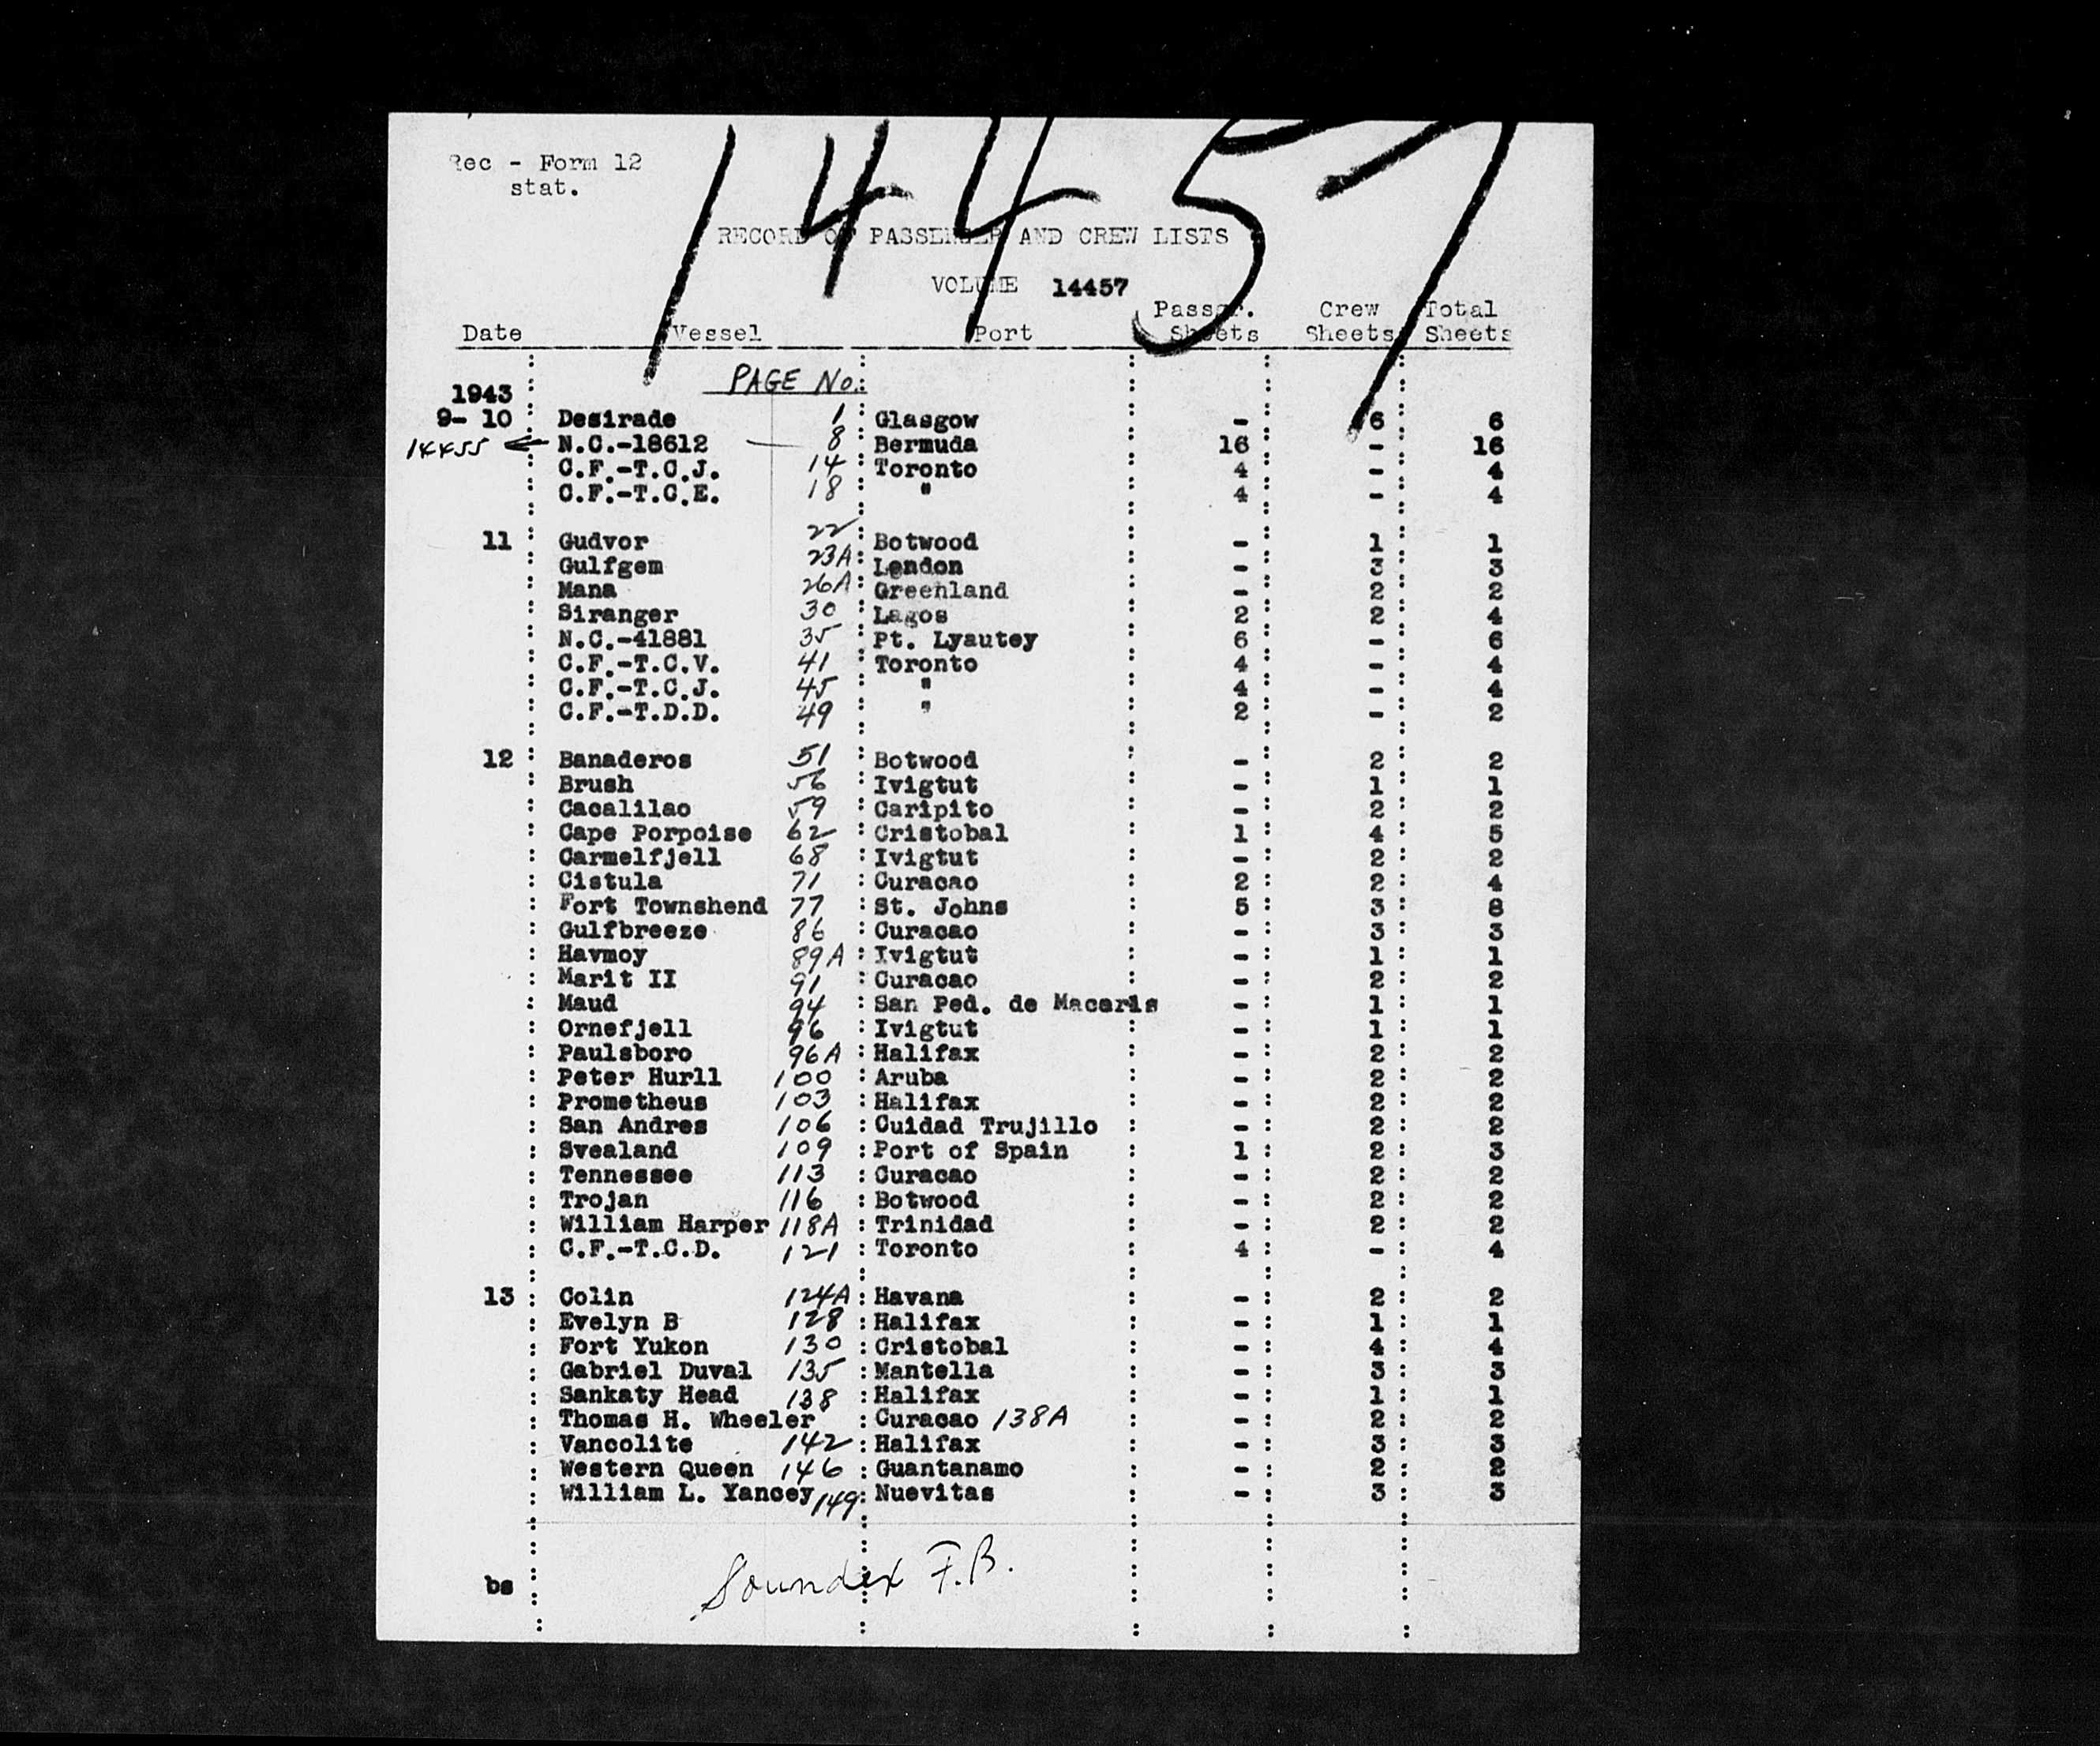 14457
Rec - Form 12
stat.
RECORD OF PASSENGER AND CREW LISTS
VOLUME 14457
Date Vessel Port Passgr. Sheets Crew Sheets Total Sheets
PAGE No.
1943
9- 10 Desirade 1 Glasgow - 6 6
14455 ← N.C.-18612 — 8 Bermuda 16 - 16
C.F.-T.C.J. 14 Toronto 4 - 4
C.F.-T.C.E. 18 " 4 - 4
11 Gudvor 22 Botwood - 1 1
Gulfgem 23A London - 3 3
Mana 26A Greenland - 2 2
Siranger 30 Lagos 2 2 4
N.C.-41881 35 Pt. Lyautey 6 - 6
C.F.-T.C.V. 41 Toronto 4 - 4
C.F.-T.C.J. 45 " 4 - 4
C.F.-T.D.D. 49 " 2 - 2
12 Banaderos 51 Botwood - 2 2
Brush 56 Ivigtut - 1 1
Cacalilao 59 Caripito - 2 2
Cape Porpoise 62 Cristobal 1 4 5
Carmelfjell 68 Ivigtut - 2 2
Cistula 71 Curacao 2 2 4
Fort Townshend 77 St. Johns 5 3 8
Gulfbreeze 86 Curacao - 3 3
Havmoy 89A Ivigtut - 1 1
Marit II 91 Curacao - 2 2
Maud 94 San Ped. de Macaris - 1 1
Ornefjell 96 Ivigtut - 1 1
Paulsboro 96A Halifax - 2 2
Peter Hurll 100 Aruba - 2 2
Prometheus 103 Halifax - 2 2
San Andres 106 Cuidad Trujillo - 2 2
Svealand 109 Port of Spain 1 2 3
Tennessee 113 Curacao - 2 2
Trojan 116 Botwood - 2 2
William Harper 118A Trinidad - 2 2
C.F.-T.C.D. 121 Toronto 4 - 4
13 Colin 124A Havana - 2 2
Evelyn B 128 Halifax - 1 1
Fort Yukon 130 Cristobal - 4 4
Gabriel Duval 135 Mantella - 3 3
Sankaty Head 138 Halifax - 1 1
Thomas H. Wheeler Curacao 138A - 2 2
Vancolite 142 Halifax - 3 3
Western Queen 146 Guantanamo - 2 2
William L. Yancey 149 Nuevitas - 3 3
Soundex F.B.
bs